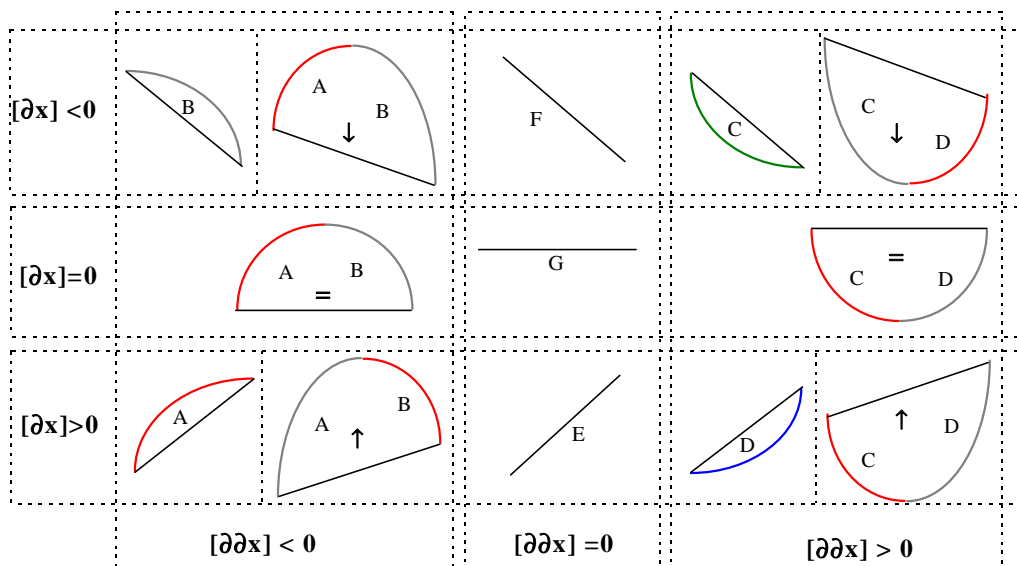 [∂x] <0
B
A
B
↓
F
C
C
↓
D
[∂x]=0
A
B
=
G
C
=
D
[∂x]>0
A
A
↑
B
E
D
C
↑
D
[∂∂x] < 0
[∂∂x] =0
[∂∂x] > 0